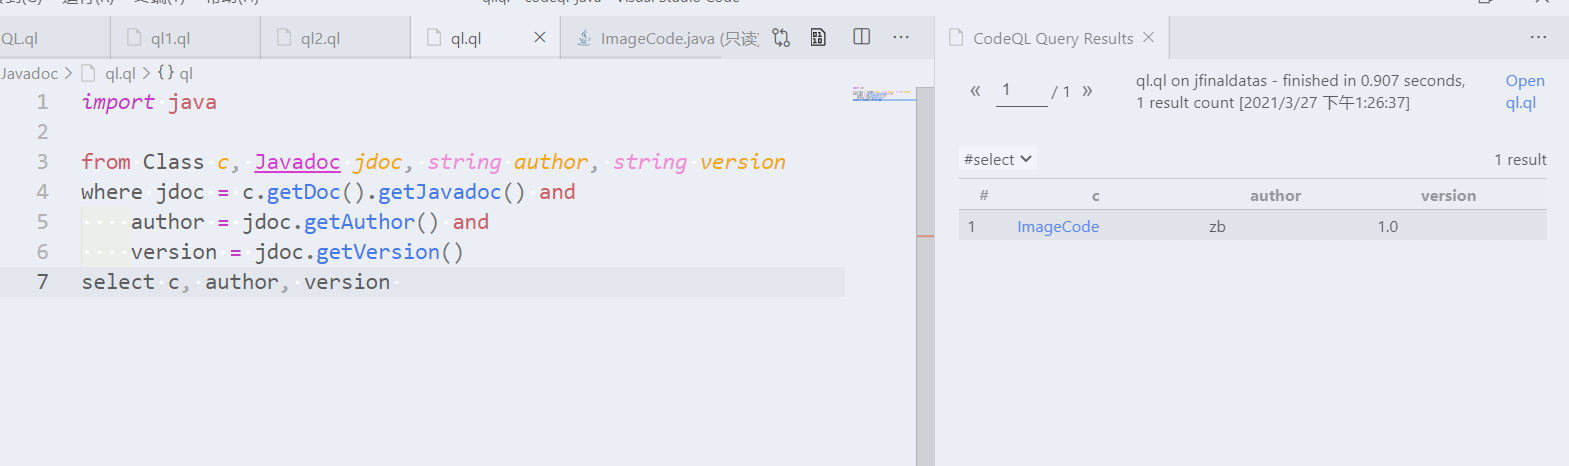 QL.ql ql1.ql ql2.ql ql.ql ImageCode.java (只读)
Javadoc > ql.ql > {} ql
1 import java
2
3 from Class c, Javadoc jdoc, string author, string version
4 where jdoc = c.getDoc().getJavadoc() and
5 author = jdoc.getAuthor() and
6 version = jdoc.getVersion()
7 select c, author, version
CodeQL Query Results
« 1 / 1 »
ql.ql on jfinaldatas - finished in 0.907 seconds,
1 result count [2021/3/27 下午1:26:37]
Open
ql.ql
#select 1 result
# c author version
1 ImageCode zb 1.0